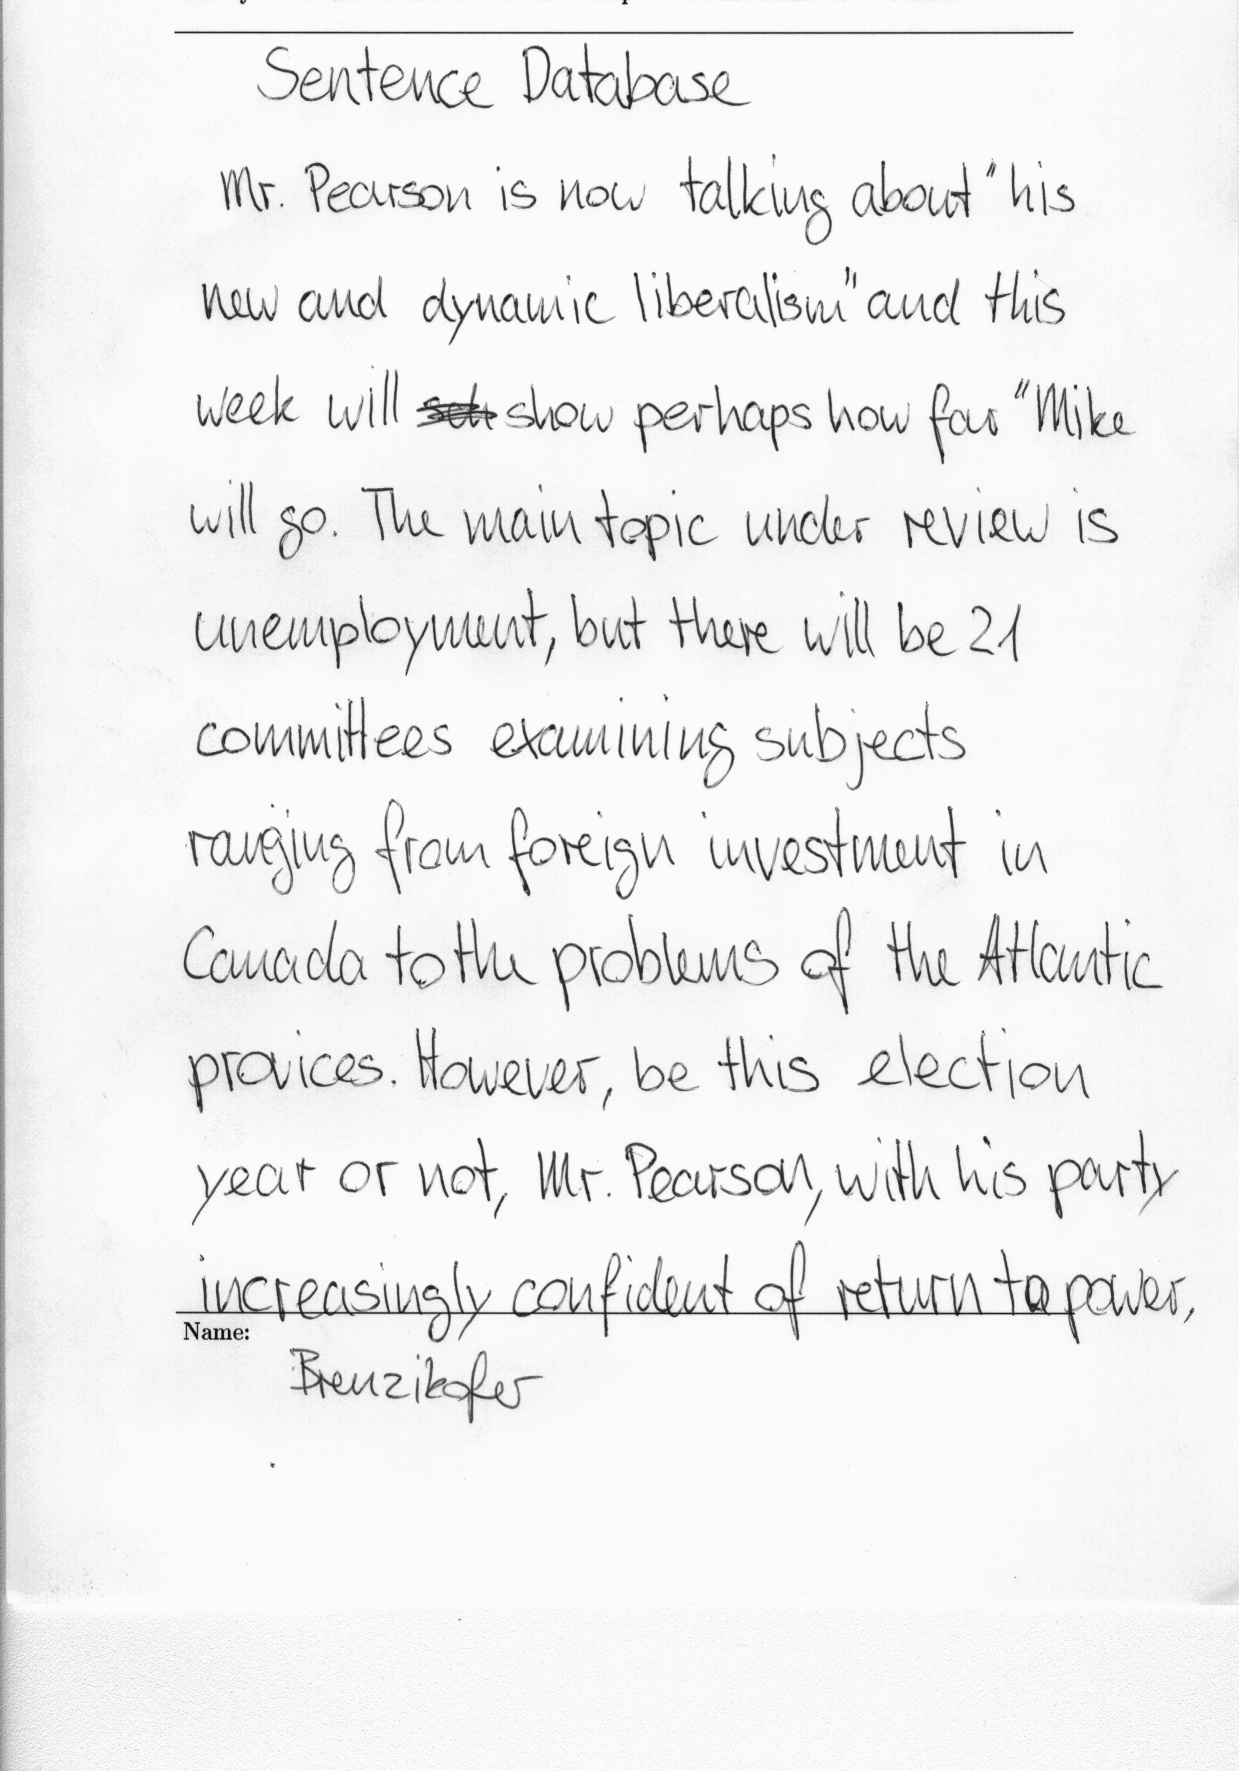 Sentence Database
Mr. Pearson is now talking about "his
new and dynamic liberalism" and this
week will show perhaps how far "Mike
will go. The main topic under review is
unemployment, but there will be 21
committees examining subjects
ranging from foreign investment in
Canada to the problems of the Atlantic
provices. However, be this election
year or not, Mr. Pearson, with his party
increasingly confident of return to power,
Name:
Brenzikofer